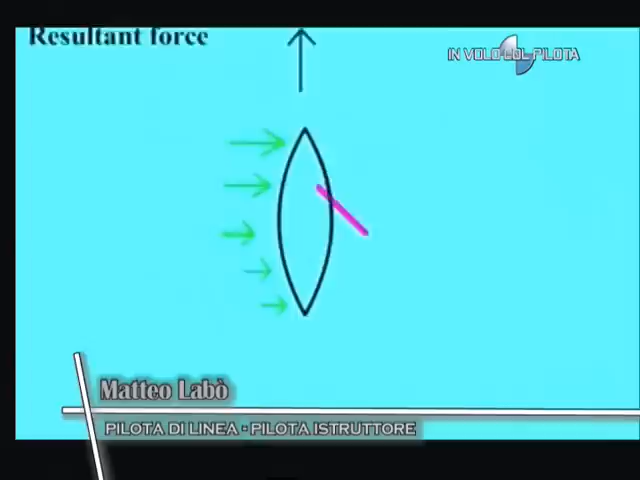 Resultant force
IN VOLO COL PILOTA
Matteo Labò
PILOTA DI LINEA - PILOTA ISTRUTTORE